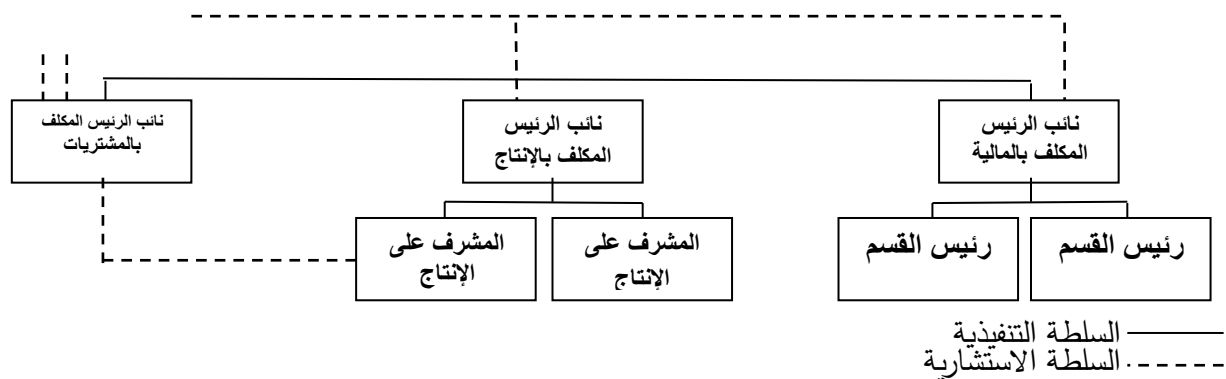 نائب الرئيس
المكلف بالمالية
نائب الرئيس
المكلف بالإنتاج
نائب الرئيس المكلف
بالمشتريات
رئيس القسم
رئيس القسم
المشرف على
الإنتاج
المشرف على
الإنتاج
السلطة التنفيذية
السلطة الاستشارية